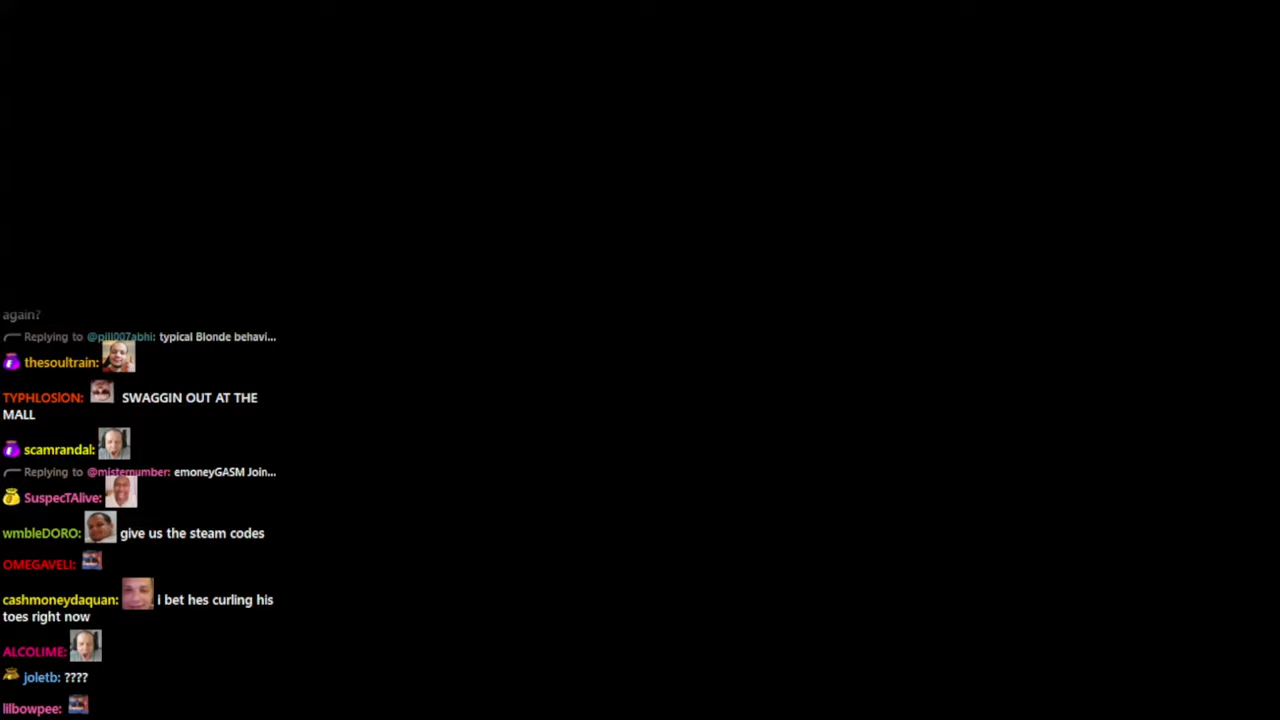 again?
Replying to @pill007abhi: typical Blonde behavi...
thesoultrain:
TYPHLOSION: SWAGGIN OUT AT THE
MALL
scamrandal:
Replying to @misternumber: emoneyGASM Join...
SuspecTAlive:
wmbleDORO: give us the steam codes
OMEGAVELI:
cashmoneydaquan: i bet hes curling his
toes right now
ALCOLIME:
joletb: ????
lilbowpee: